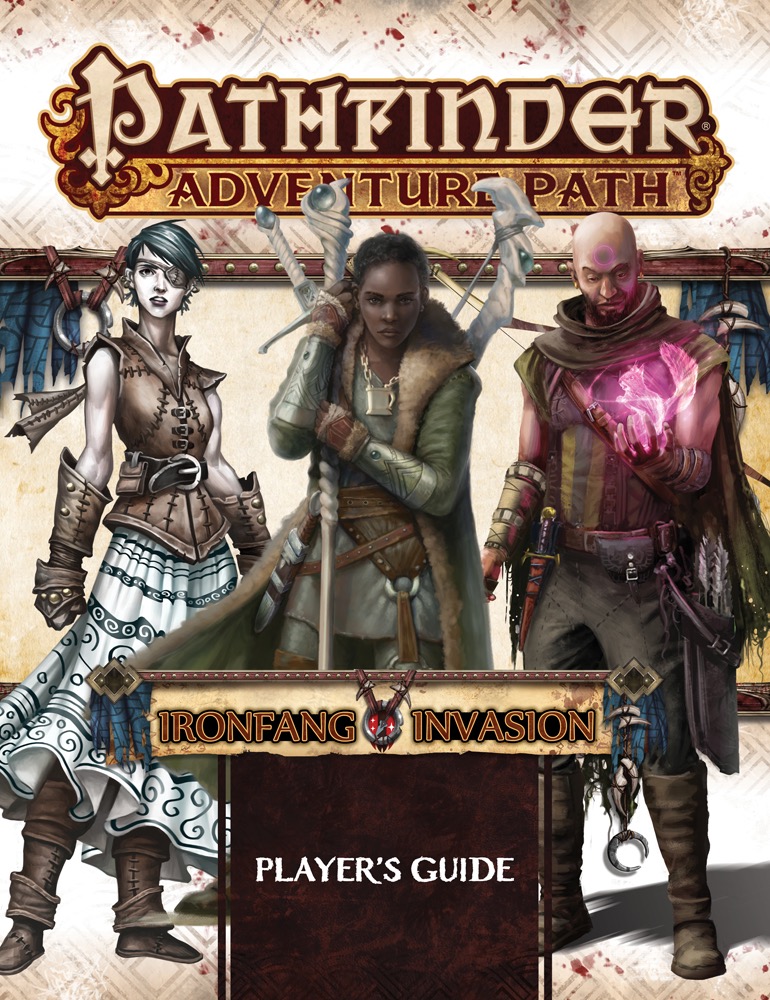 PATHFINDER®
ADVENTURE PATH™
IRONFANG INVASION
PLAYER'S GUIDE